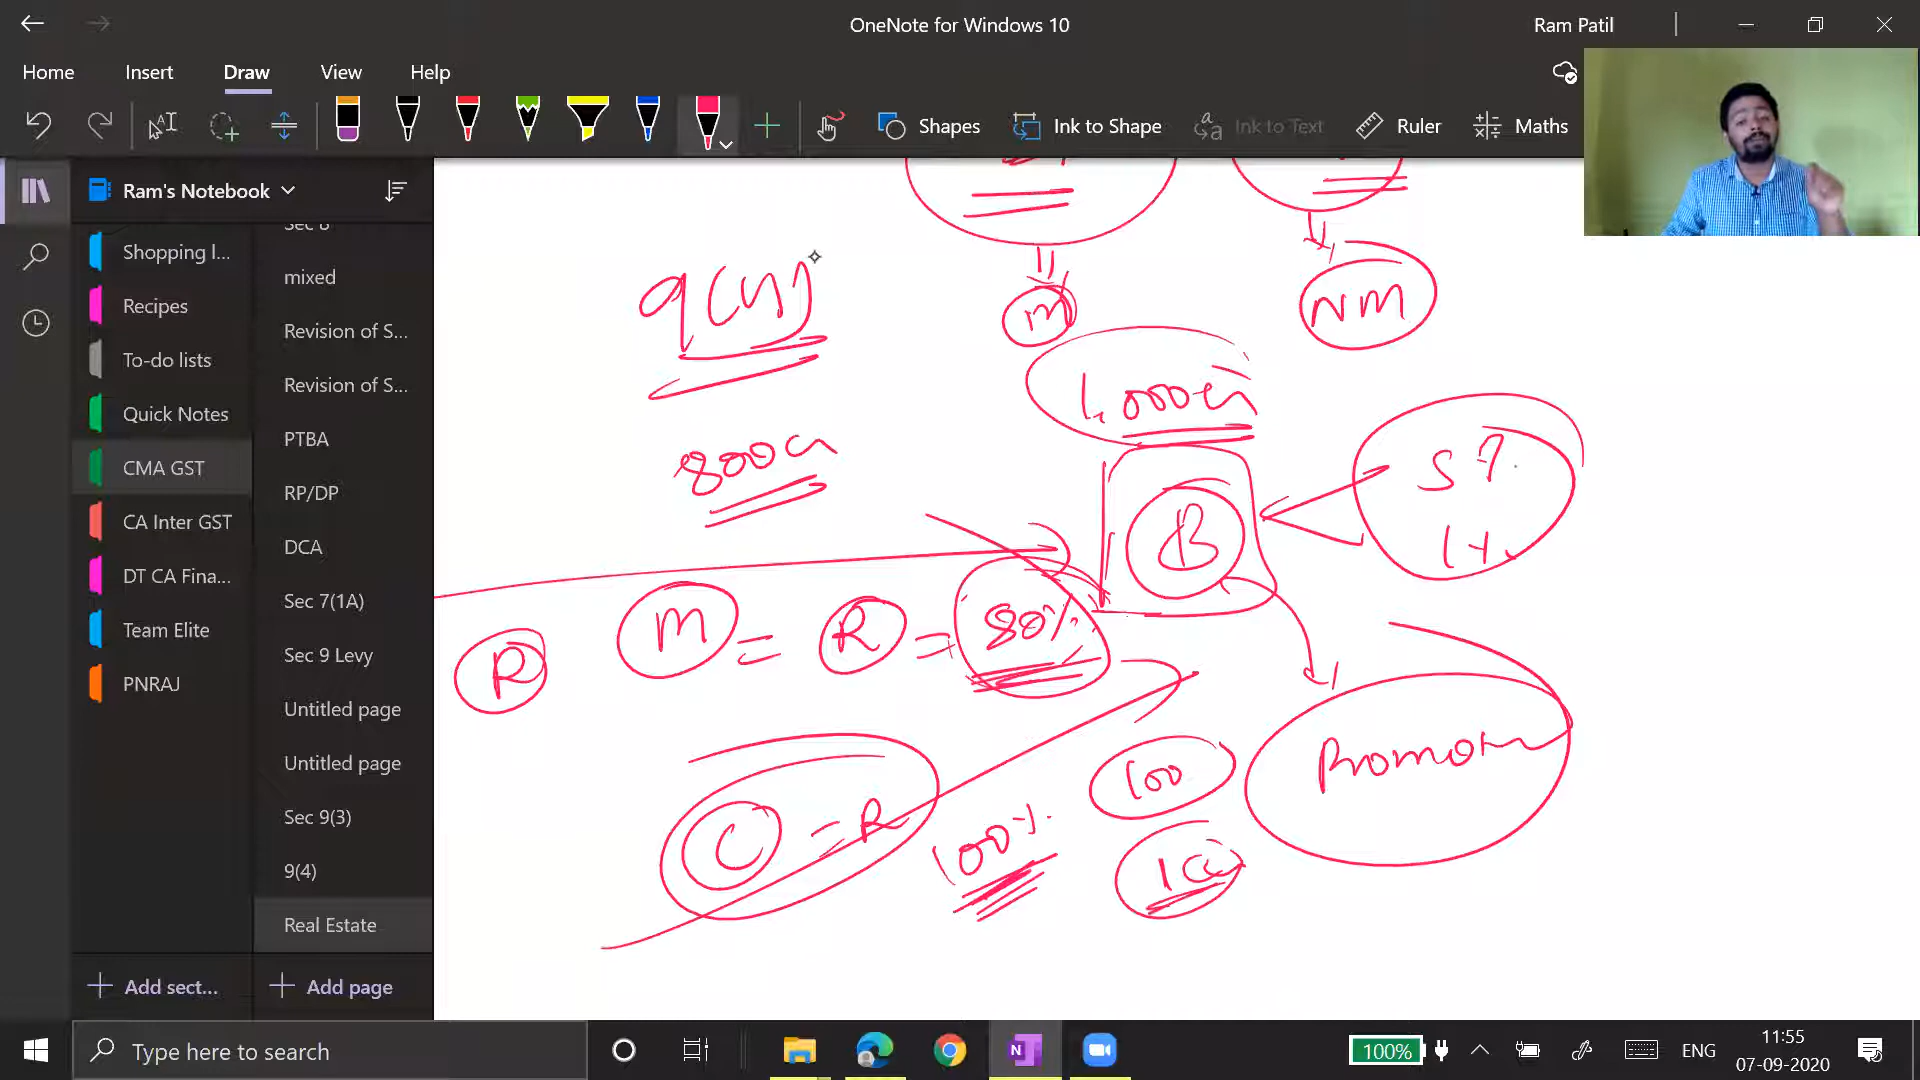 OneNote for Windows 10
Ram Patil
Home Insert Draw View Help
Shapes Ink to Shape Ink to Text Ruler Maths
Ram's Notebook
Shopping l...
Recipes
To-do lists
Quick Notes
CMA GST
CA Inter GST
DT CA Fina...
Team Elite
PNRAJ
Add sect...
Sec 8
mixed
Revision of S...
Revision of S...
PTBA
RP/DP
DCA
Sec 7(1A)
Sec 9 Levy
Untitled page
Untitled page
Sec 9(3)
9(4)
Real Estate
Add page
9(4)
m
NM
1,000cr
800cr
B
R
M = R = 80%
Promoter
C = R
100%
100
Type here to search
N
100%
ENG
11:55
07-09-2020